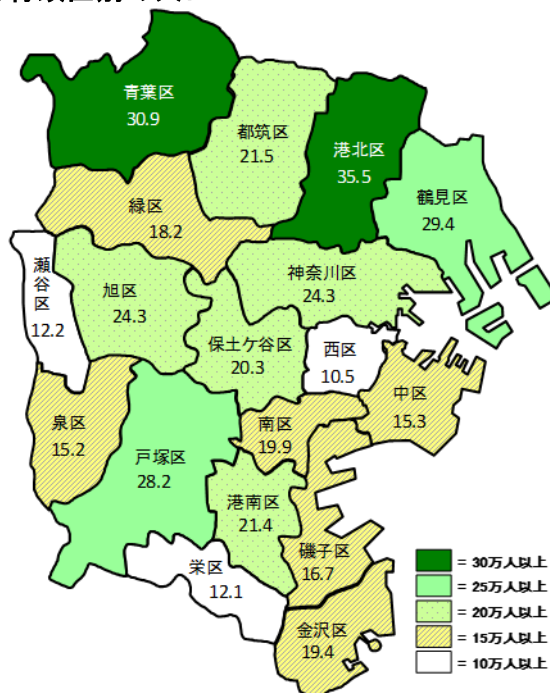 青葉区
30.9
都筑区
21.5
港北区
35.5
鶴見区
29.4
緑区
18.2
瀬谷区
12.2
旭区
24.3
神奈川区
24.3
保土ケ谷区
20.3
西区
10.5
中区
15.3
泉区
15.2
戸塚区
28.2
南区
19.9
港南区
21.4
磯子区
16.7
栄区
12.1
金沢区
19.4
= 30万人以上
= 25万人以上
= 20万人以上
= 15万人以上
= 10万人以上